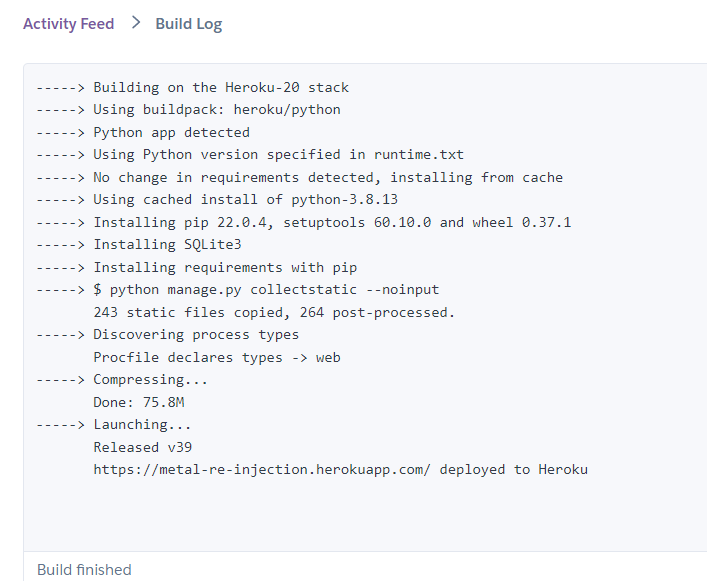 Activity Feed > Build Log
-----> Building on the Heroku-20 stack
-----> Using buildpack: heroku/python
-----> Python app detected
-----> Using Python version specified in runtime.txt
-----> No change in requirements detected, installing from cache
-----> Using cached install of python-3.8.13
-----> Installing pip 22.0.4, setuptools 60.10.0 and wheel 0.37.1
-----> Installing SQLite3
-----> Installing requirements with pip
-----> $ python manage.py collectstatic --noinput
       243 static files copied, 264 post-processed.
-----> Discovering process types
       Procfile declares types -> web
-----> Compressing...
       Done: 75.8M
-----> Launching...
       Released v39
       https://metal-re-injection.herokuapp.com/ deployed to Heroku
Build finished